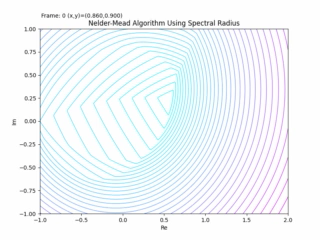 Frame: 0 (x,y)=(0.860,0.900)
Nelder-Mead Algorithm Using Spectral Radius
1.00
0.75
0.50
0.25
0.00
−0.25
−0.50
−0.75
−1.00
Im
−1.0 −0.5 0.0 0.5 1.0 1.5 2.0
Re